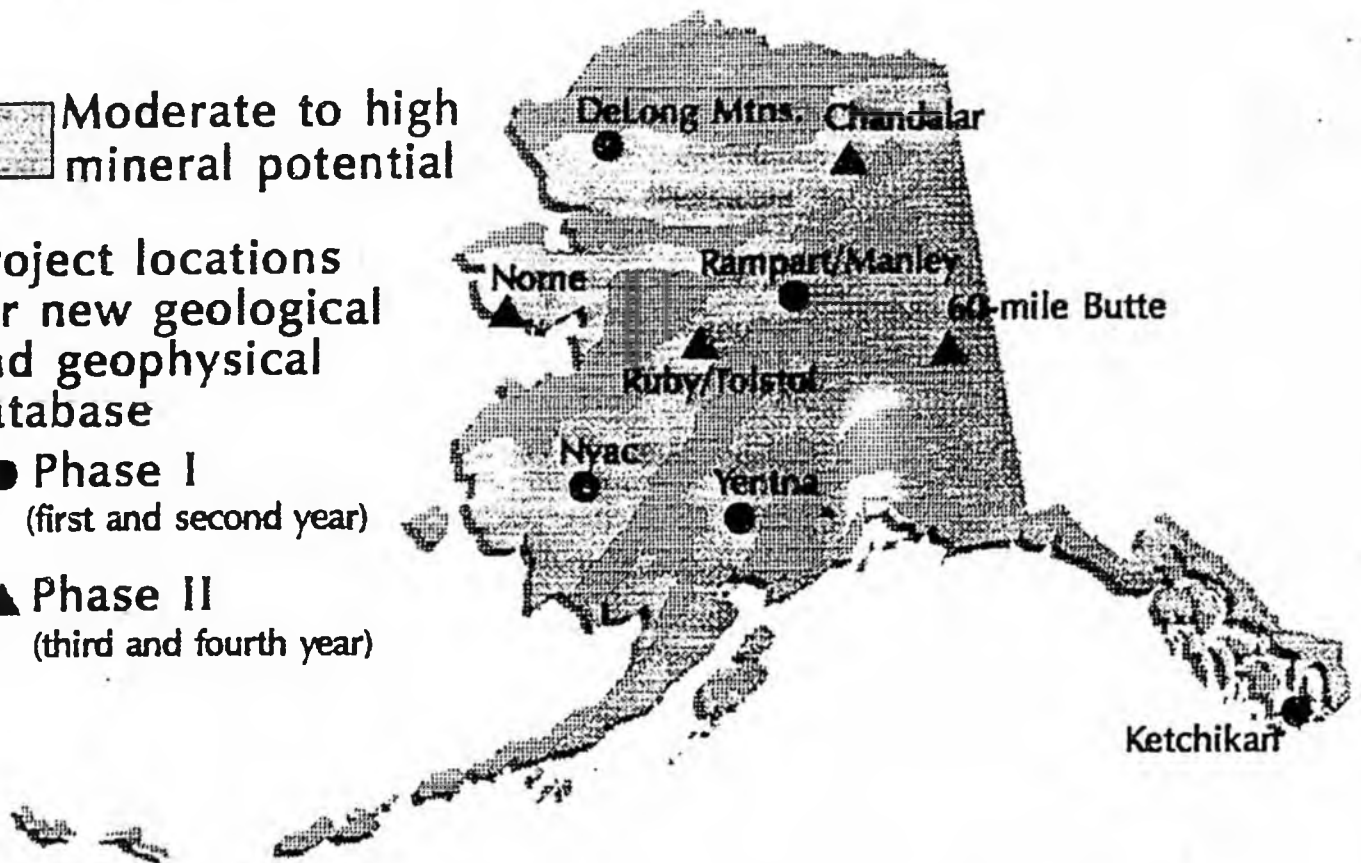 Moderate to high
mineral potential
roject locations
r new geological
d geophysical
tabase
Phase I
(first and second year)
Phase II
(third and fourth year)
DeLong Mtns.
Chandalar
Nome
Rampart/Manley
60-mile Butte
Ruby/Tolstoi
Nyac
Yentna
Ketchikan